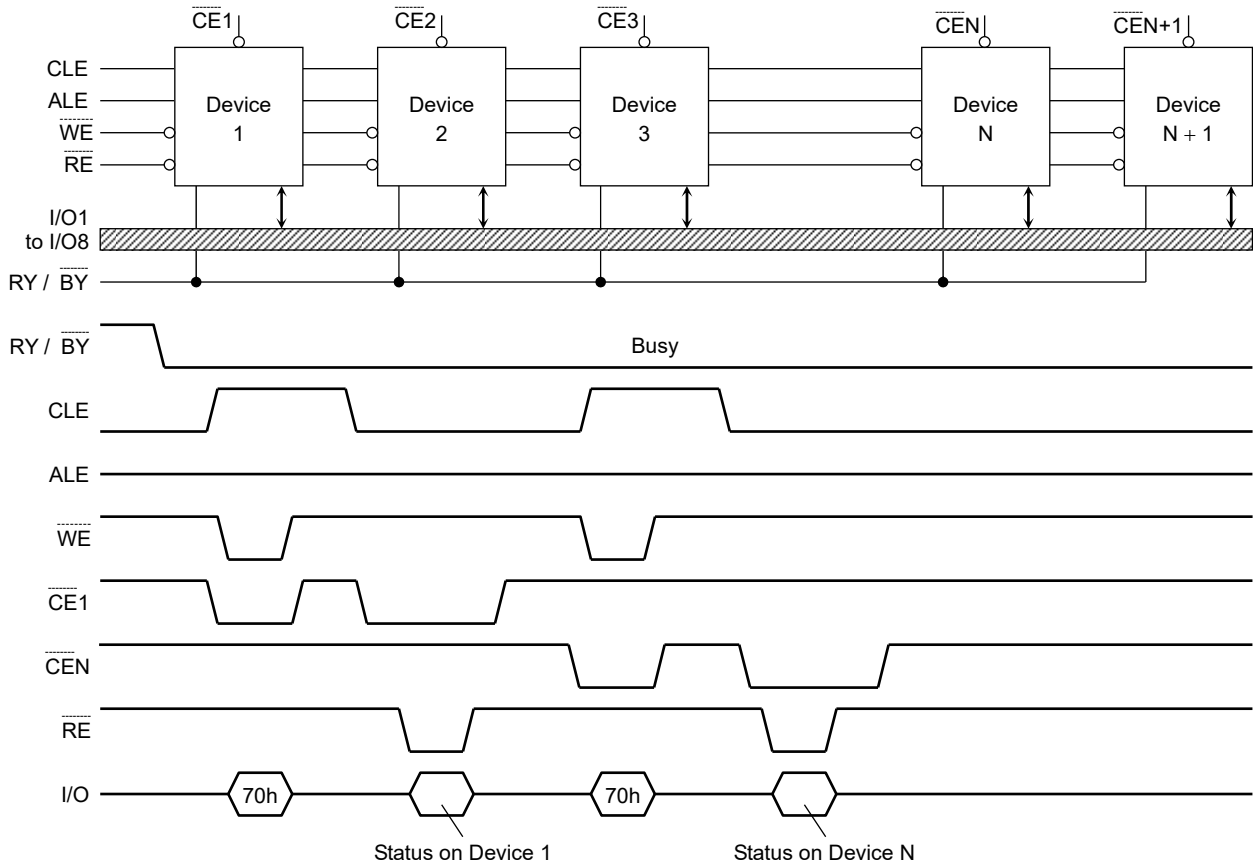 CE1 CE2 CE3 CEN CEN+1
CLE
ALE
WE
RE
Device 1
Device 2
Device 3
Device N
Device N + 1
I/O1
to I/O8
RY / BY
RY / BY
Busy
CLE
ALE
WE
CE1
CEN
RE
I/O
70h
70h
Status on Device 1
Status on Device N